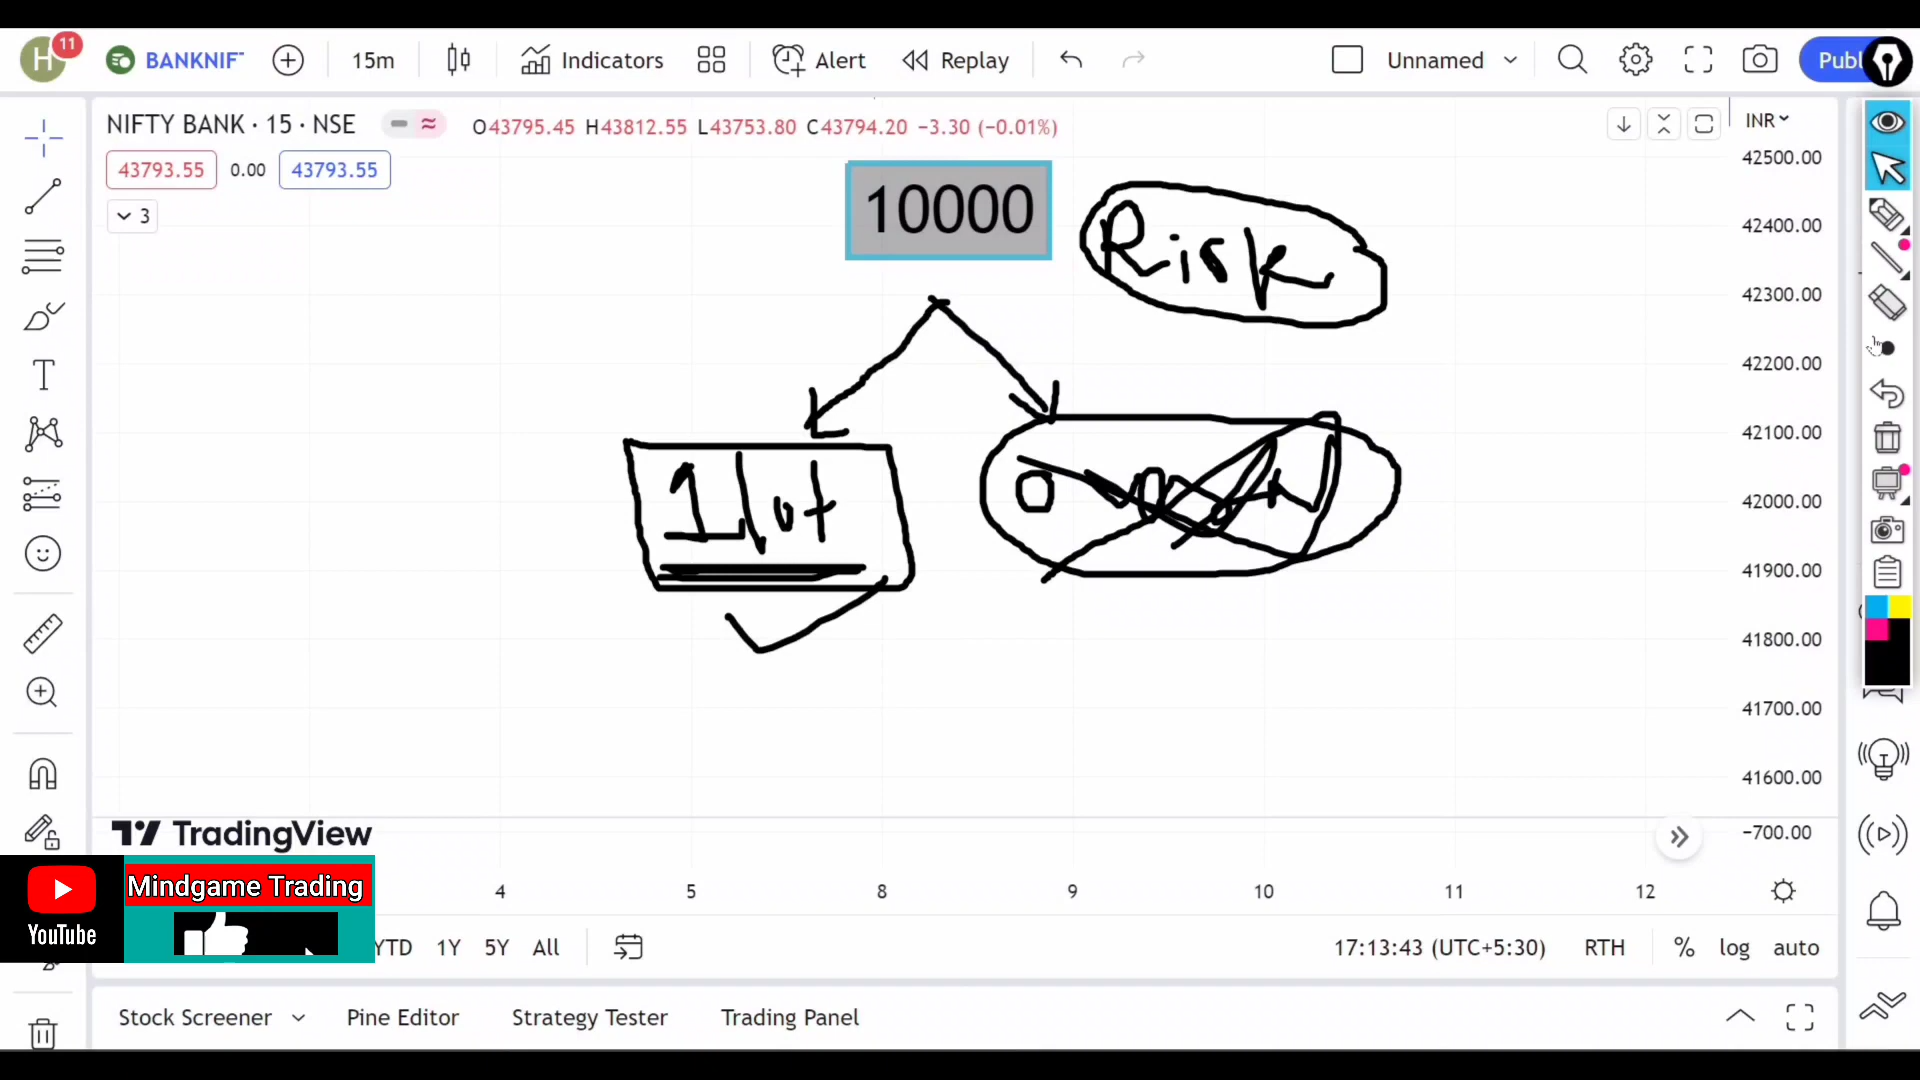 H 11 BANKNIF 15m Indicators Alert Replay Unnamed Publ
NIFTY BANK · 15 · NSE O43795.45 H43812.55 L43753.80 C43794.20 −3.30 (−0.01%) INR
43793.55 0.00 43793.55
3
10000
Risk
1 lot
42500.00
42400.00
42300.00
42200.00
42100.00
42000.00
41900.00
41800.00
41700.00
41600.00
−700.00
TradingView
Mindgame Trading
YouTube
4 5 8 9 10 11 12
YTD 1Y 5Y All 17:13:43 (UTC+5:30) RTH % log auto
Stock Screener Pine Editor Strategy Tester Trading Panel